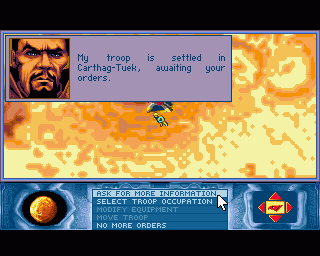 My troop is settled in
Carthag-Tuek, awaiting your
orders.
ASK FOR MORE INFORMATION
SELECT TROOP OCCUPATION
MODIFY EQUIPMENT
MOVE TROOP
NO MORE ORDERS